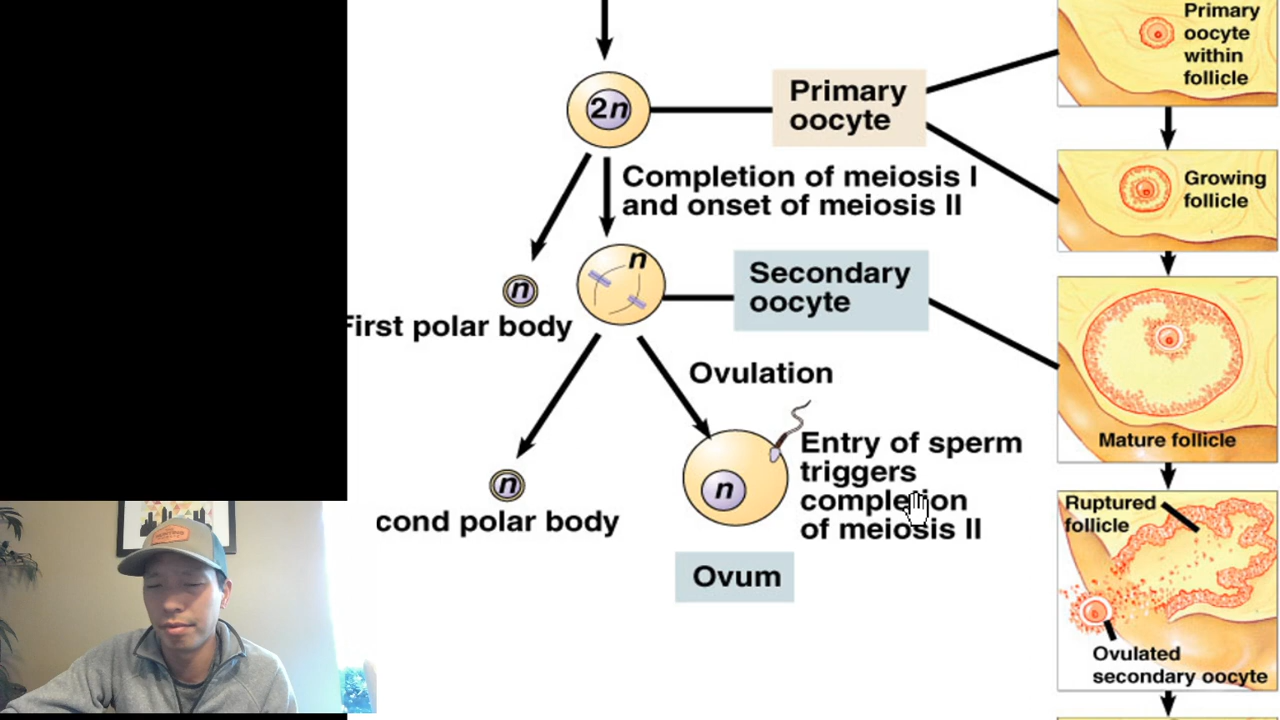 Primary
oocyte
within
follicle
2n
Primary
oocyte
Completion of meiosis I
and onset of meiosis II
Growing
follicle
n
n
First polar body
Secondary
oocyte
Ovulation
Mature follicle
Entry of sperm
triggers
completion
of meiosis II
n
n
cond polar body
Ovum
Ruptured
follicle
Ovulated
secondary oocyte